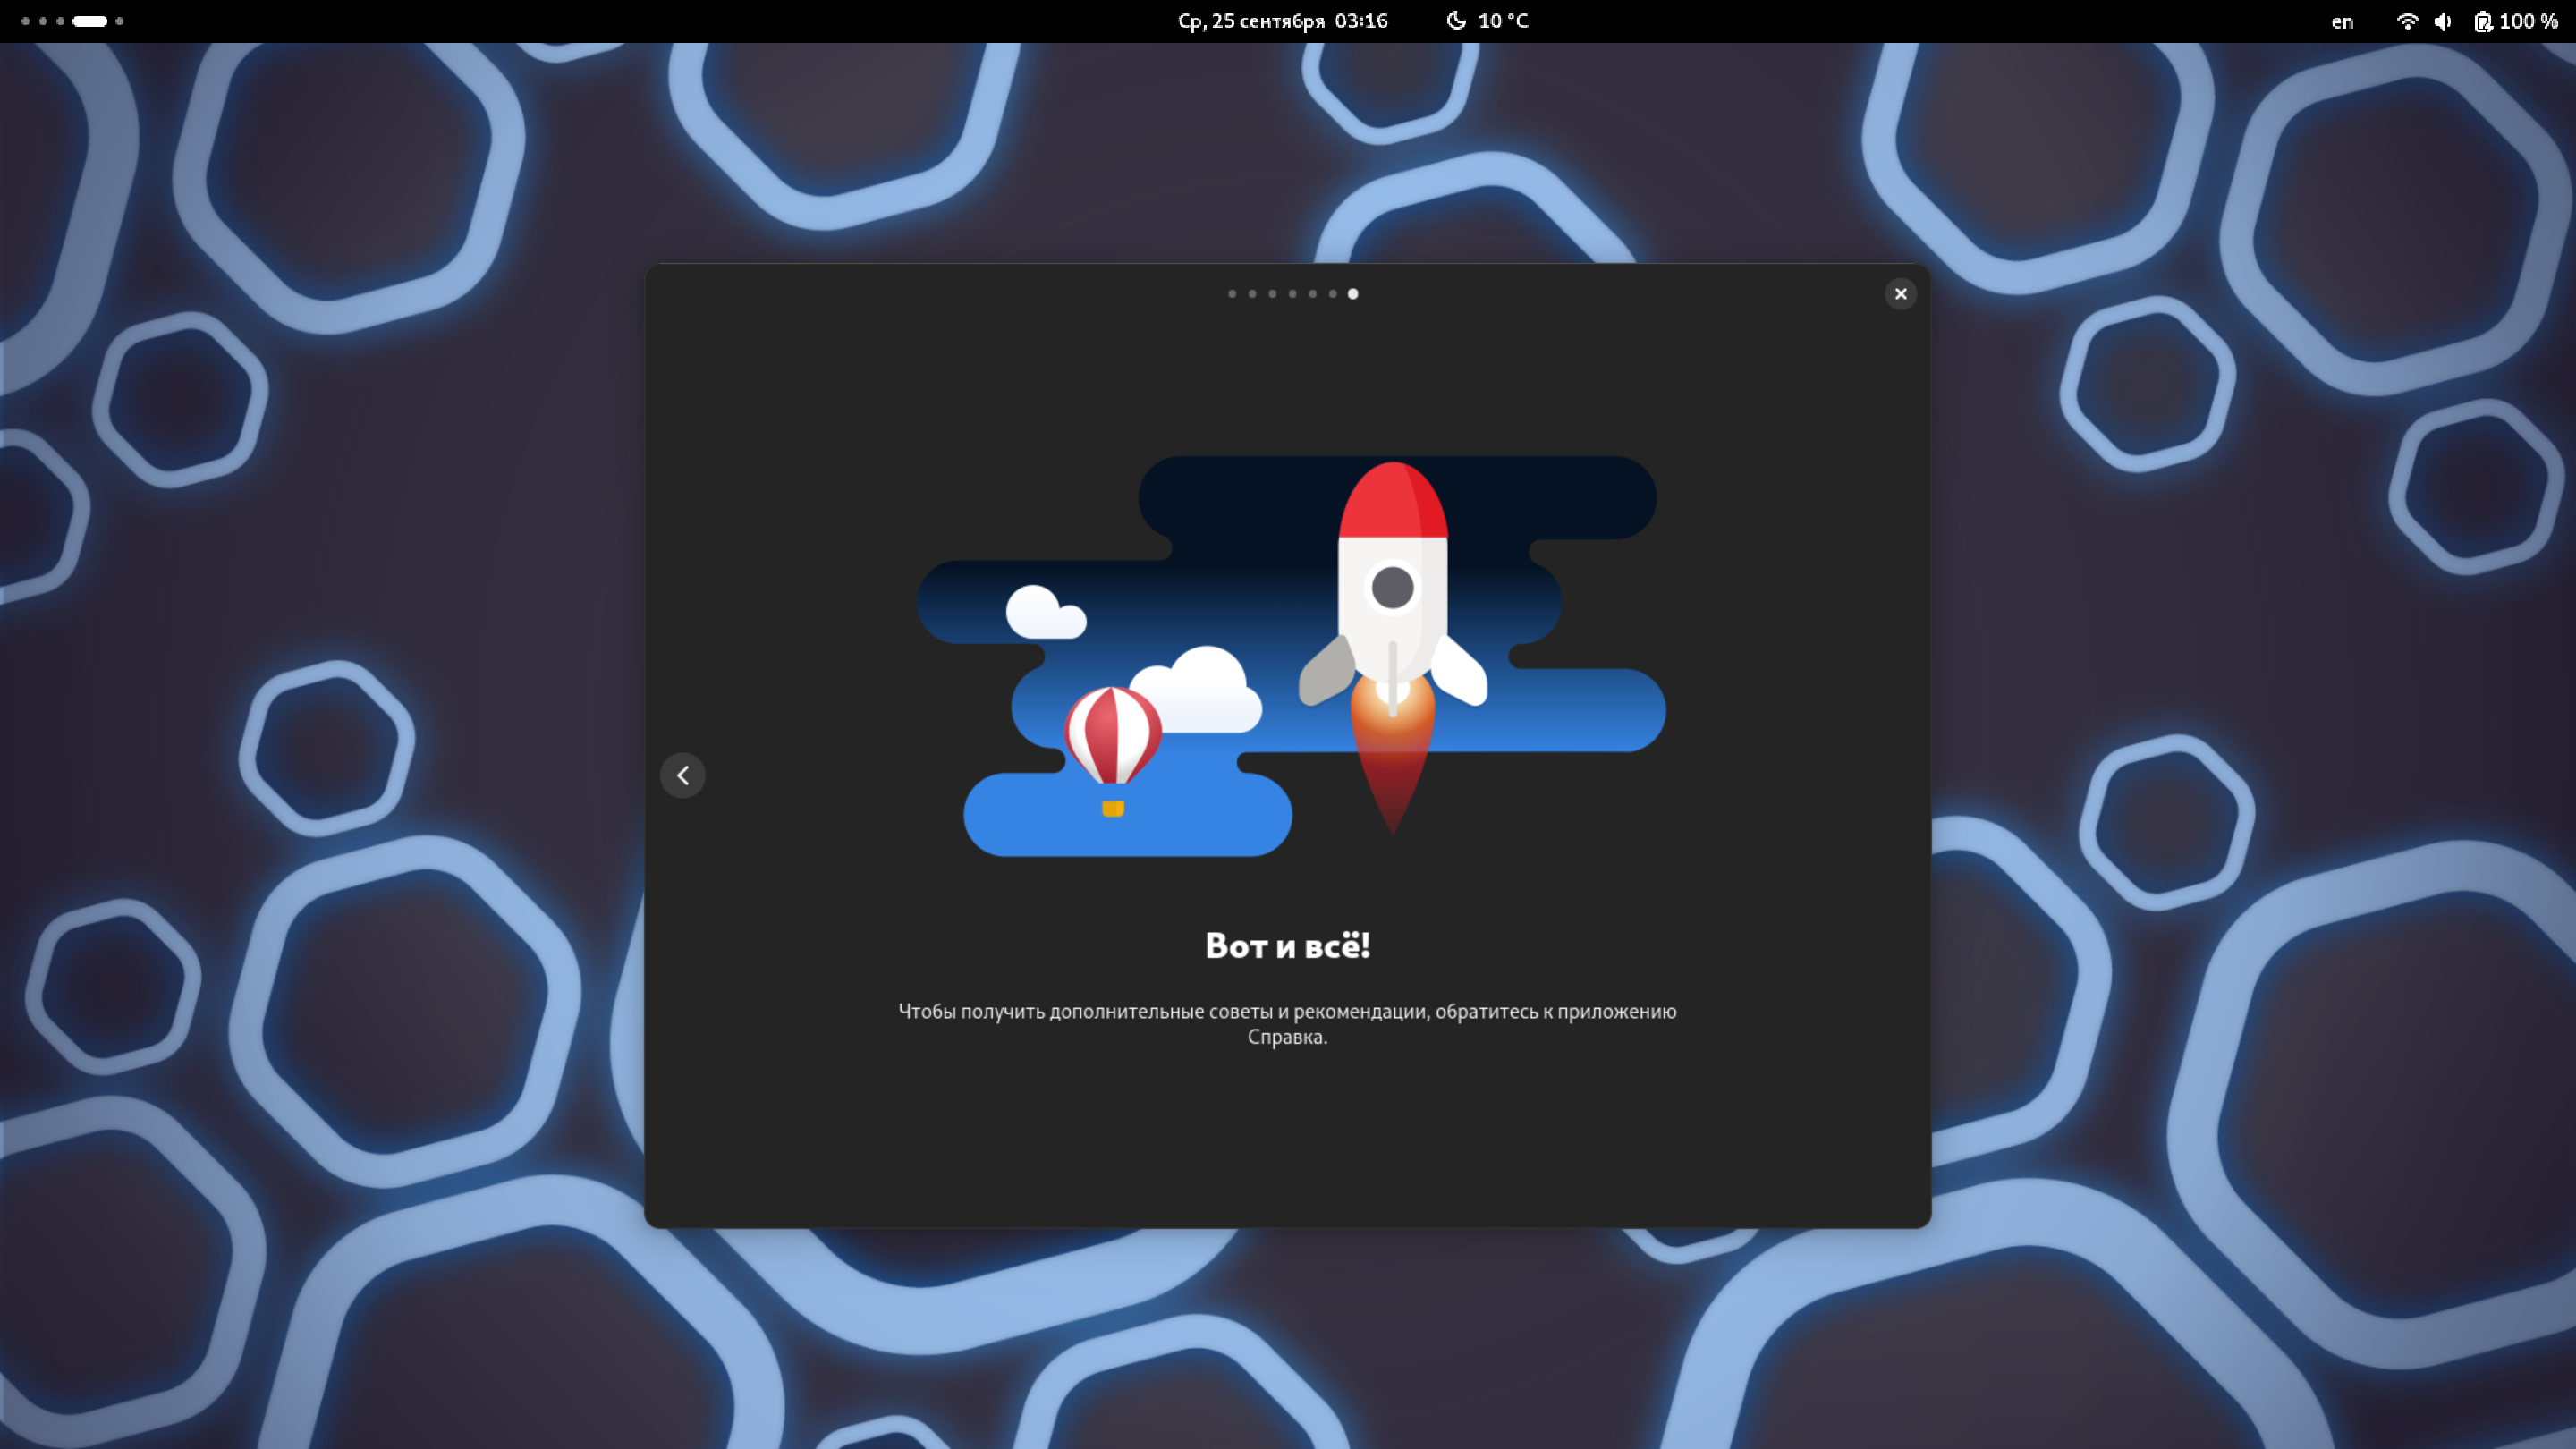 Ср, 25 сентября 03:16 10 °C en 100 %
Вот и всё!
Чтобы получить дополнительные советы и рекомендации, обратитесь к приложению
Справка.